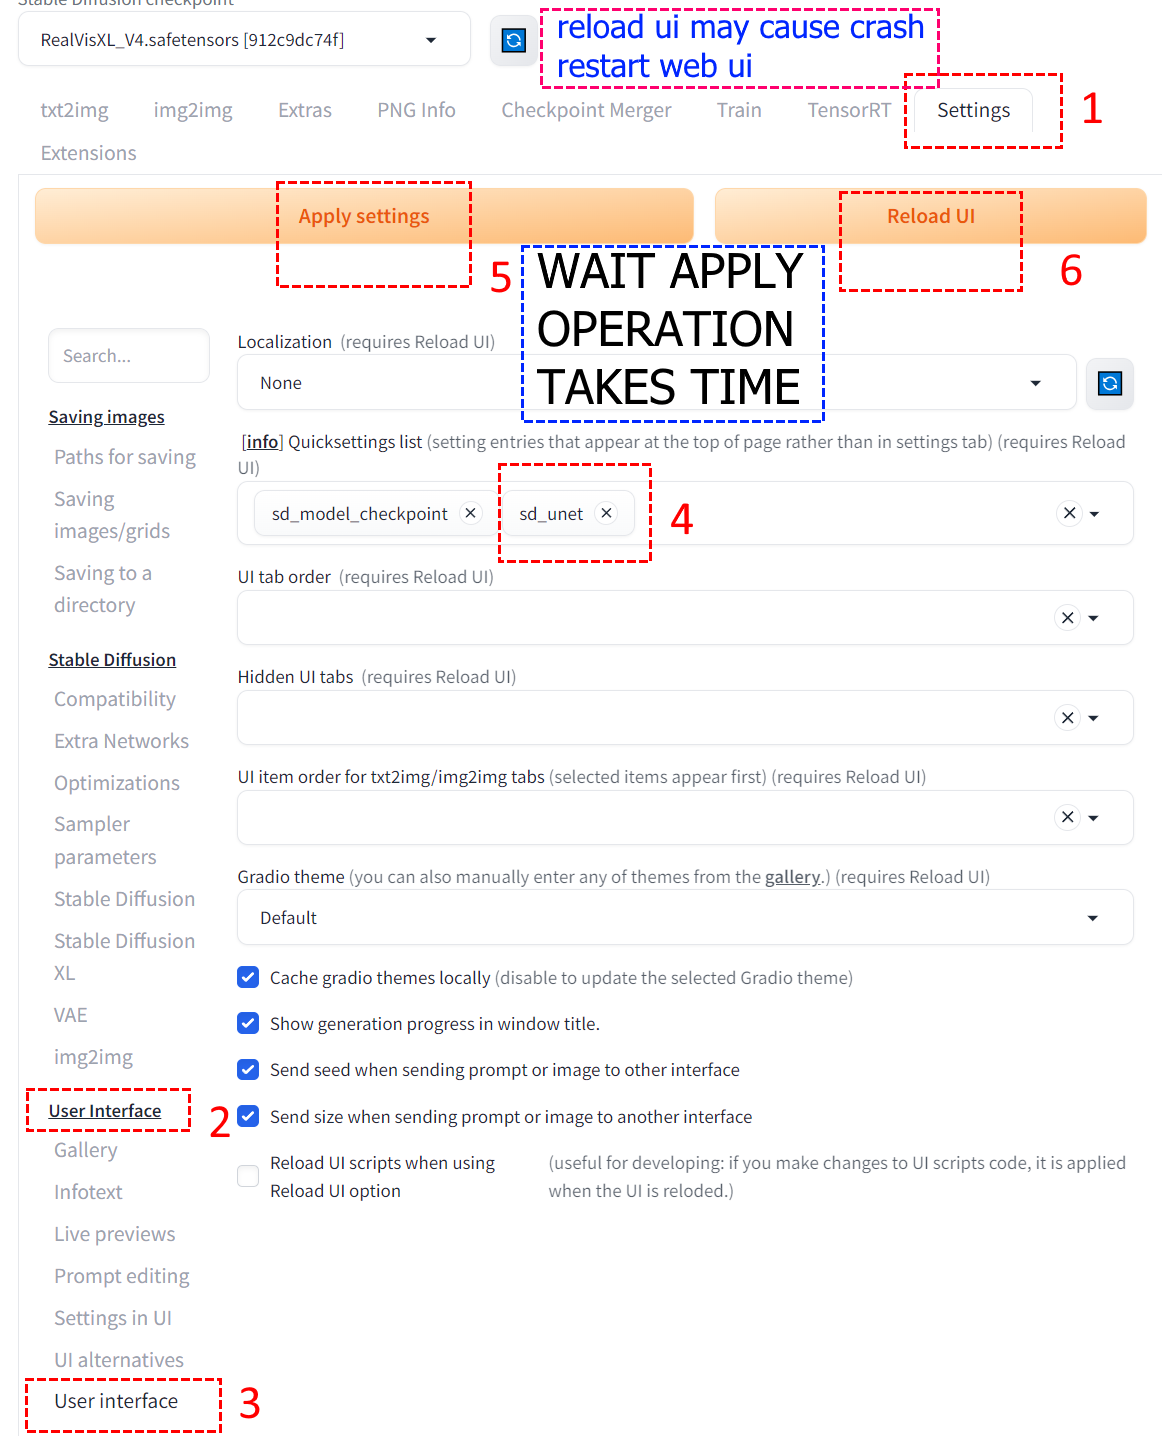 Stable Diffusion checkpoint
RealVisXL_V4.safetensors [912c9dc74f]
reload ui may cause crash
restart web ui
txt2img img2img Extras PNG Info Checkpoint Merger Train TensorRT Settings 1
Extensions
Apply settings Reload UI
5 6
WAIT APPLY
OPERATION
TAKES TIME
Search...
Localization (requires Reload UI)
None
[info] Quicksettings list (setting entries that appear at the top of page rather than in settings tab) (requires Reload
UI)
sd_model_checkpoint sd_unet 4
UI tab order (requires Reload UI)
Hidden UI tabs (requires Reload UI)
UI item order for txt2img/img2img tabs (selected items appear first) (requires Reload UI)
Gradio theme (you can also manually enter any of themes from the gallery.) (requires Reload UI)
Default
Cache gradio themes locally (disable to update the selected Gradio theme)
Show generation progress in window title.
Send seed when sending prompt or image to other interface
Send size when sending prompt or image to another interface
Reload UI scripts when using
Reload UI option
(useful for developing: if you make changes to UI scripts code, it is applied
when the UI is reloded.)
Saving images
Paths for saving
Saving
images/grids
Saving to a
directory
Stable Diffusion
Compatibility
Extra Networks
Optimizations
Sampler
parameters
Stable Diffusion
Stable Diffusion
XL
VAE
img2img
User Interface 2
Gallery
Infotext
Live previews
Prompt editing
Settings in UI
UI alternatives
User interface 3